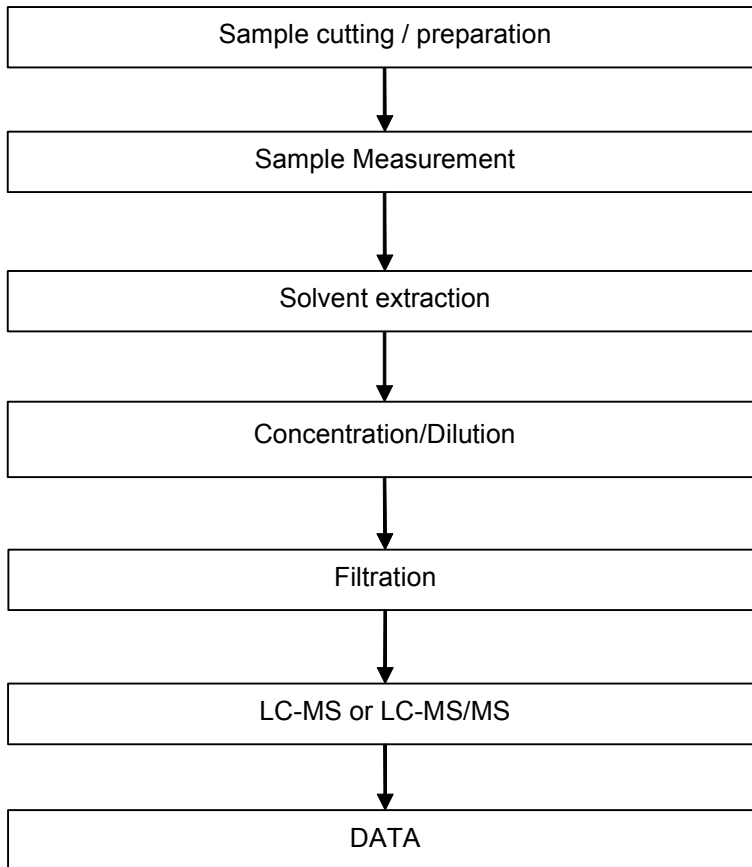 Sample cutting / preparation
Sample Measurement
Solvent extraction
Concentration/Dilution
Filtration
LC-MS or LC-MS/MS
DATA